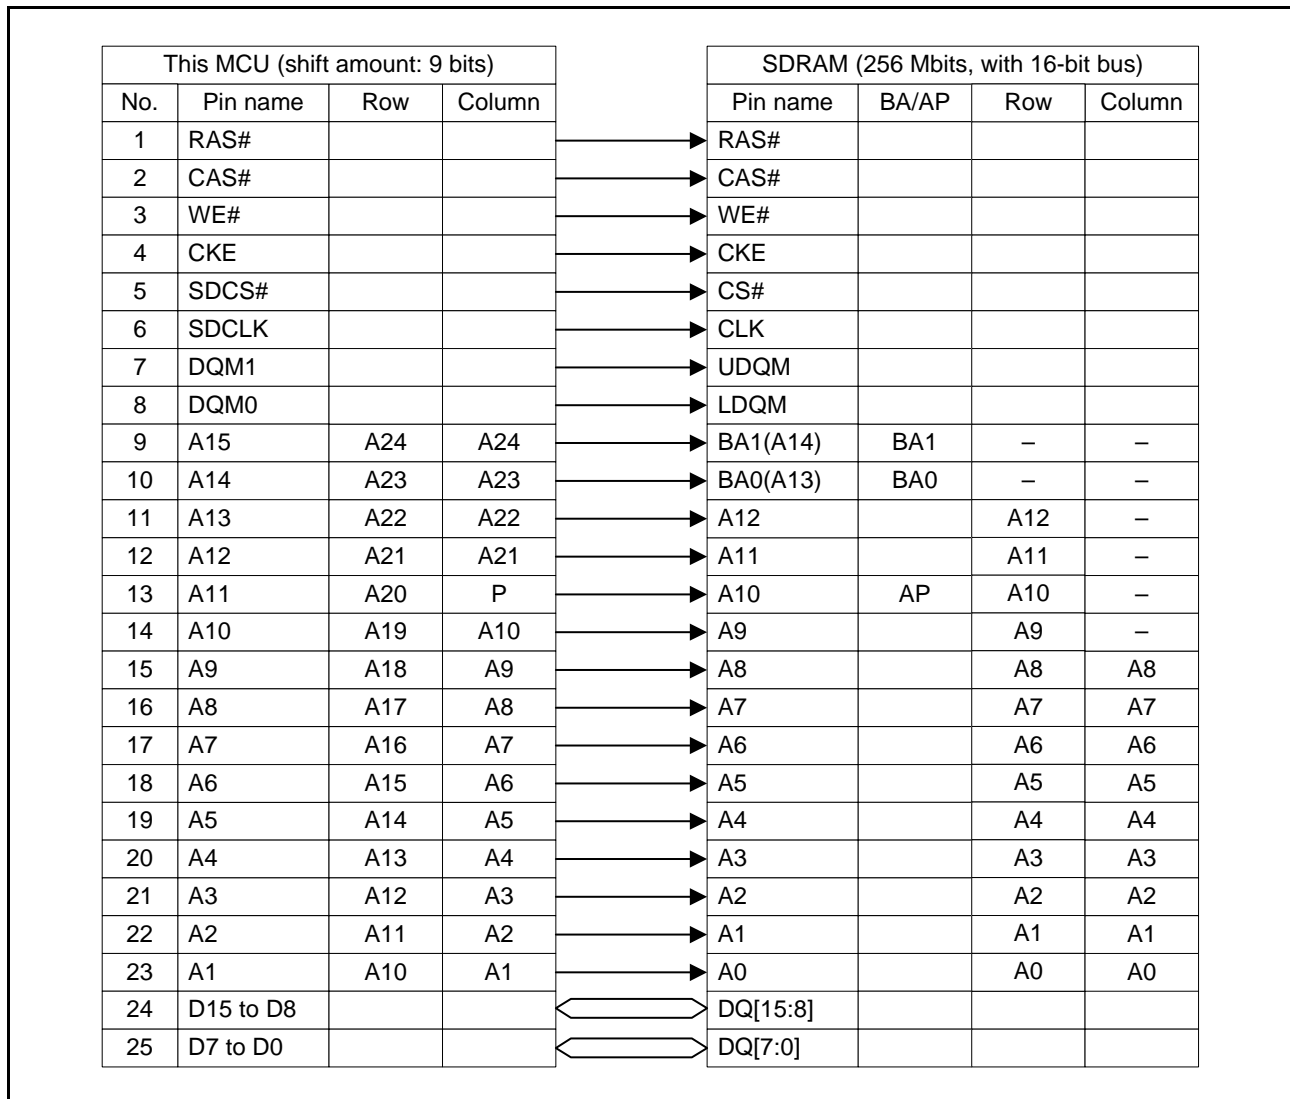 This MCU (shift amount: 9 bits) SDRAM (256 Mbits, with 16-bit bus)
No. Pin name Row Column Pin name BA/AP Row Column
1 RAS# RAS#
2 CAS# CAS#
3 WE# WE#
4 CKE CKE
5 SDCS# CS#
6 SDCLK CLK
7 DQM1 UDQM
8 DQM0 LDQM
9 A15 A24 A24 BA1(A14) BA1 – –
10 A14 A23 A23 BA0(A13) BA0 – –
11 A13 A22 A22 A12 A12 –
12 A12 A21 A21 A11 A11 –
13 A11 A20 P A10 AP A10 –
14 A10 A19 A10 A9 A9 –
15 A9 A18 A9 A8 A8 A8
16 A8 A17 A8 A7 A7 A7
17 A7 A16 A7 A6 A6 A6
18 A6 A15 A6 A5 A5 A5
19 A5 A14 A5 A4 A4 A4
20 A4 A13 A4 A3 A3 A3
21 A3 A12 A3 A2 A2 A2
22 A2 A11 A2 A1 A1 A1
23 A1 A10 A1 A0 A0 A0
24 D15 to D8 DQ[15:8]
25 D7 to D0 DQ[7:0]